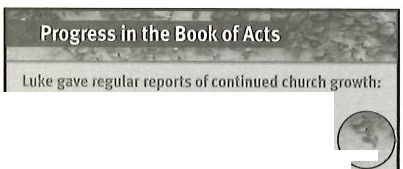 Progress in the Book of Acts
Luke gave regular reports of continued church growth: